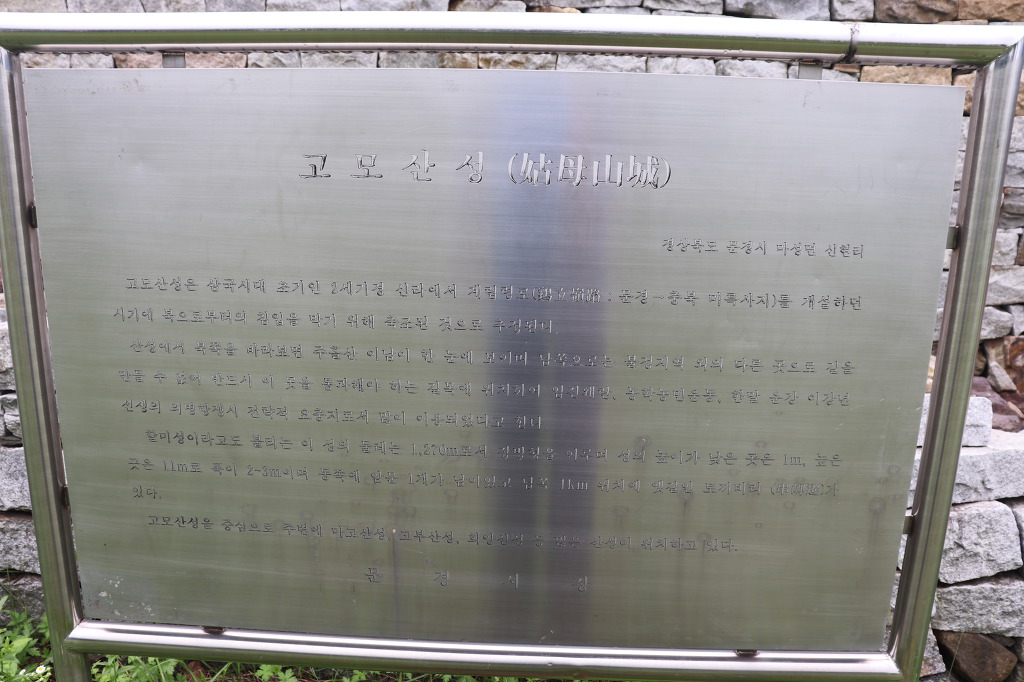 고모산성 (姑母山城)
경상북도 문경시 마성면 신현리
고모산성은 삼국시대 초기인 2세기경 신라에서 계립령로(鷄立嶺路 : 문경~충북 미륵사지)를 개설하던
시기에 북으로부터의 침입을 막기 위해 축조된 것으로 추정된다.
산성에서 북쪽을 바라보면 주흘산 이남이 한 눈에 보이며 남쪽으로는 불정지역 외의 다른 곳으로 길을
만들 수 없어 반드시 이 곳을 통과해야 하는 길목에 위치하여 임진왜란, 동학농민운동, 한말 운강 이강년
선생의 의병항쟁시 전략적 요충지로서 많이 이용되었다고 한다
할미성이라고도 불리는 이 성의 둘레는 1,270m로서 이루며 성의 높이가 낮은 곳은 1m, 높은
곳은 11m로 폭이 2~3m이며 동쪽에 1개가 남아있고 남쪽 1Km 위치에 옛길인 토끼비리 가
있다.
고모산성을 중심으로 주변에 마고산성, 고부산성, 희양산성 등 많은 산성이 위치하고 있다.
문 경 시 장